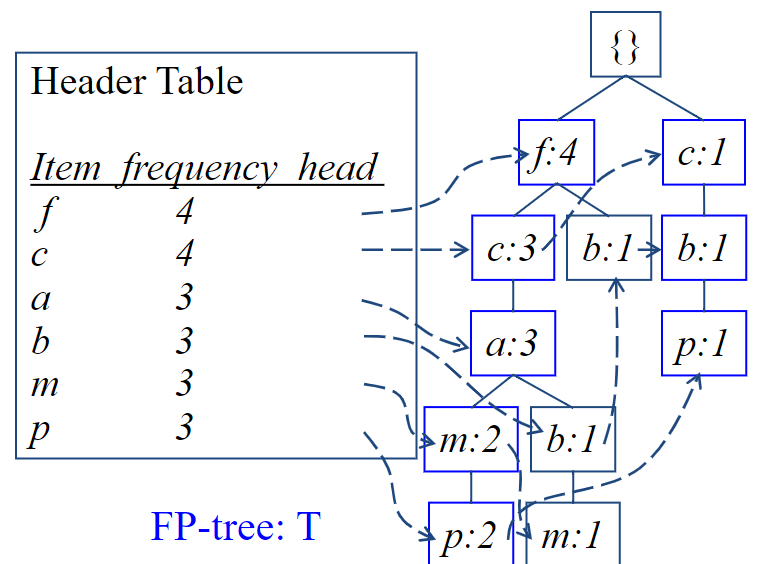 Header Table
Item frequency head
f 4
c 4
a 3
b 3
m 3
p 3
FP-tree: T
{}
f:4 c:1
c:3 b:1 b:1
a:3 p:1
m:2 b:1
p:2 m:1